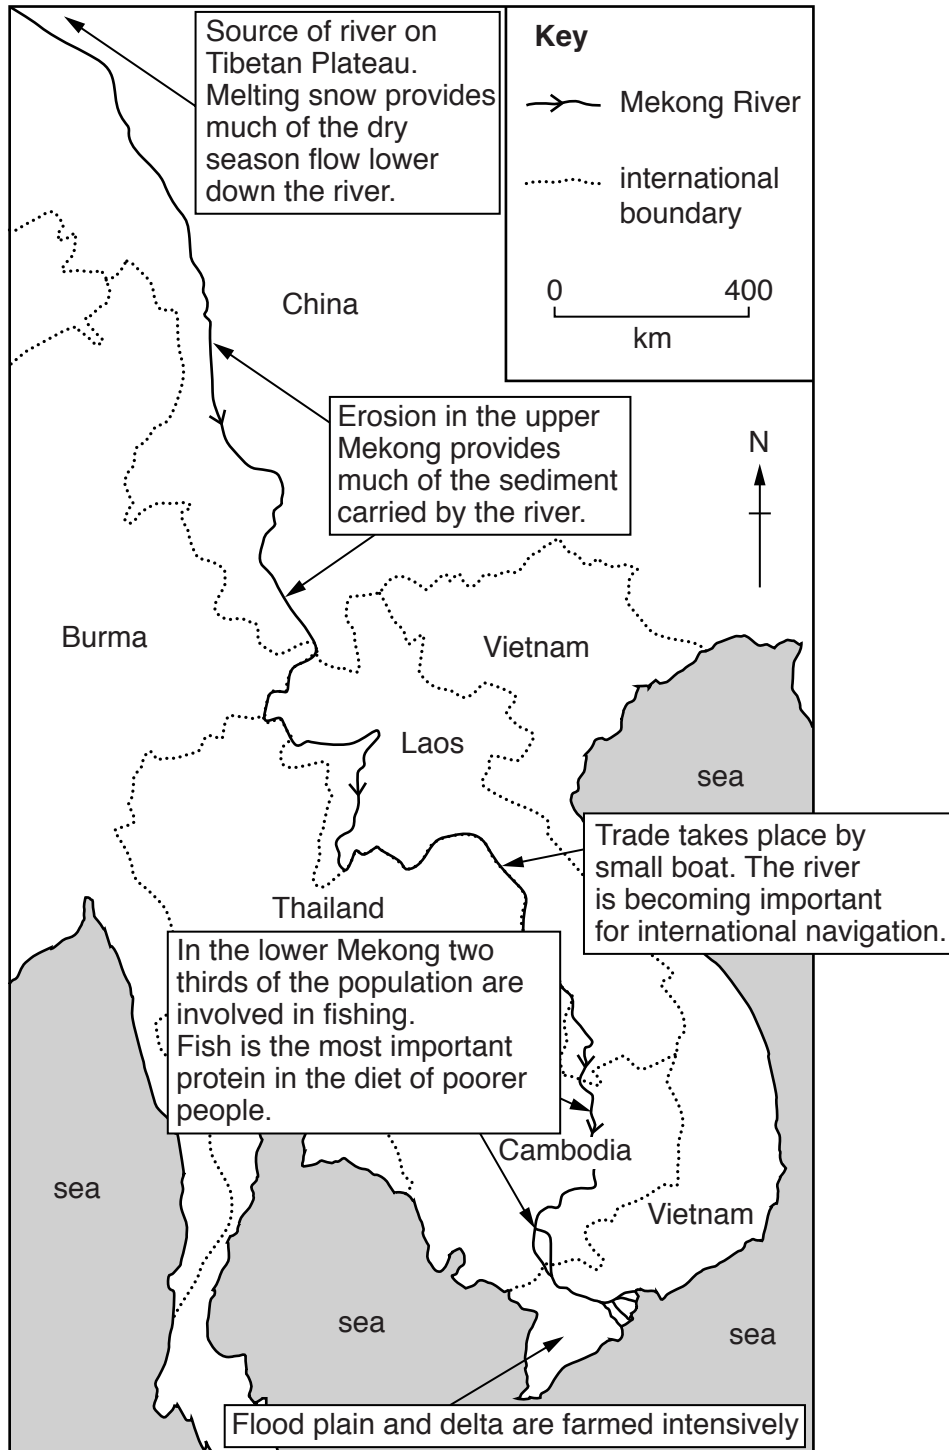 Source of river on
Tibetan Plateau.
Melting snow provides
much of the dry
season flow lower
down the river.
Key
Mekong River
international
boundary
0 400
km
China
Erosion in the upper
Mekong provides
much of the sediment
carried by the river.
N
Burma
Vietnam
Laos
sea
Trade takes place by
small boat. The river
is becoming important
for international navigation.
Thailand
In the lower Mekong two
thirds of the population are
involved in fishing.
Fish is the most important
protein in the diet of poorer
people.
Cambodia
sea
Vietnam
sea
sea
Flood plain and delta are farmed intensively